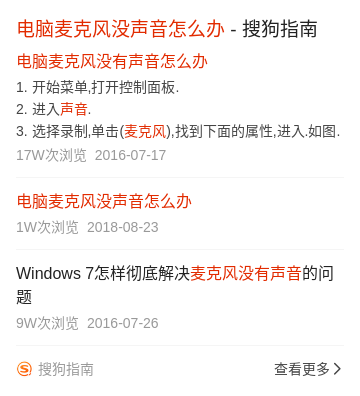 电脑麦克风没声音怎么办 - 搜狗指南
电脑麦克风没有声音怎么办
1. 开始菜单,打开控制面板.
2. 进入声音.
3. 选择录制,单击(麦克风),找到下面的属性,进入.如图.
17W次浏览 2016-07-17
电脑麦克风没声音怎么办
1W次浏览 2018-08-23
Windows 7怎样彻底解决麦克风没有声音的问
题
9W次浏览 2016-07-26
搜狗指南 查看更多